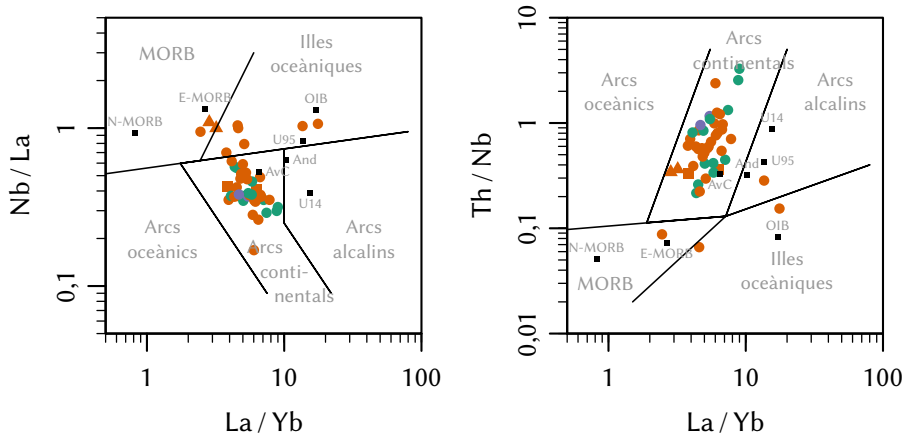 MORB
Illes
oceàniques
E-MORB
OIB
N-MORB
U95
And
AvC
U14
Arcs
oceànics
Arcs
conti-
nentals
Arcs
alcalins
1
0,1
Nb / La
1
10
100
La / Yb
Arcs
continentals
Arcs
oceànics
Arcs
alcalins
U14
U95
And
AvC
OIB
N-MORB
E-MORB
MORB
Illes
oceàniques
10
1
0,1
0,01
Th / Nb
1
10
100
La / Yb